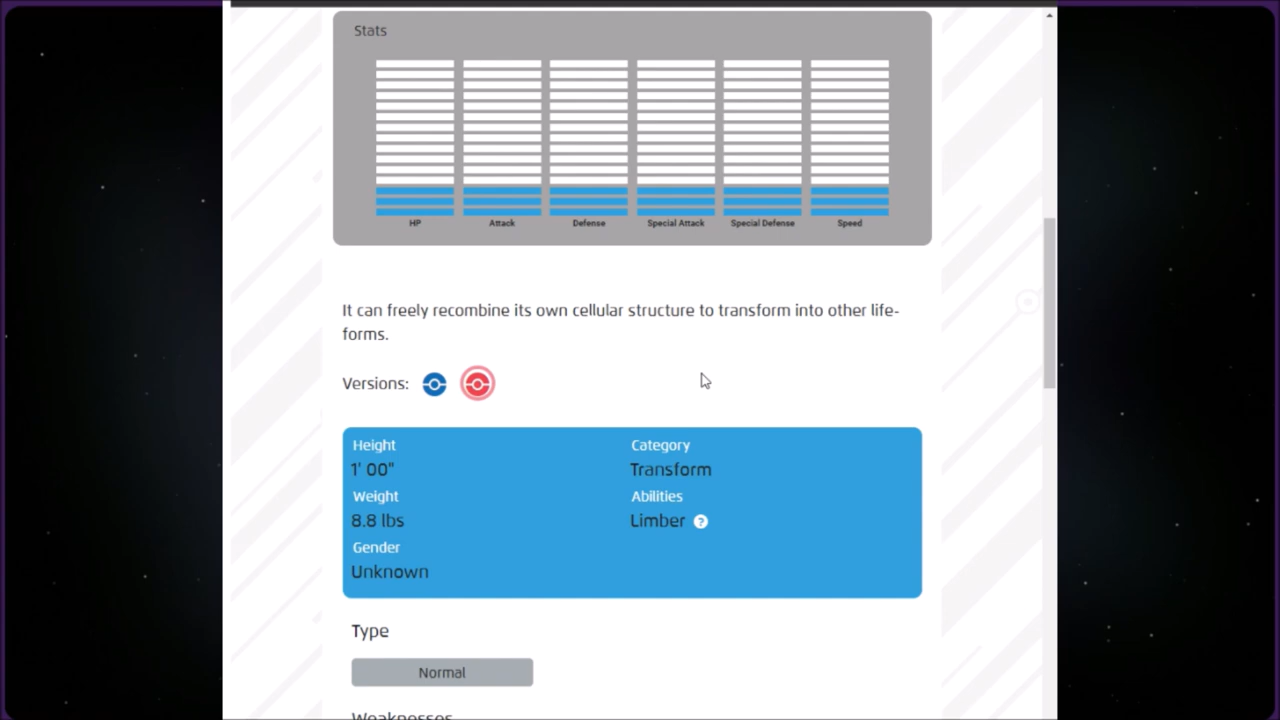 Stats
HP Attack Defense Special Attack Special Defense Speed
It can freely recombine its own cellular structure to transform into other life-
forms.
Versions:
Height
1' 00"
Weight
8.8 lbs
Gender
Unknown
Category
Transform
Abilities
Limber ?
Type
Normal
Weaknesses